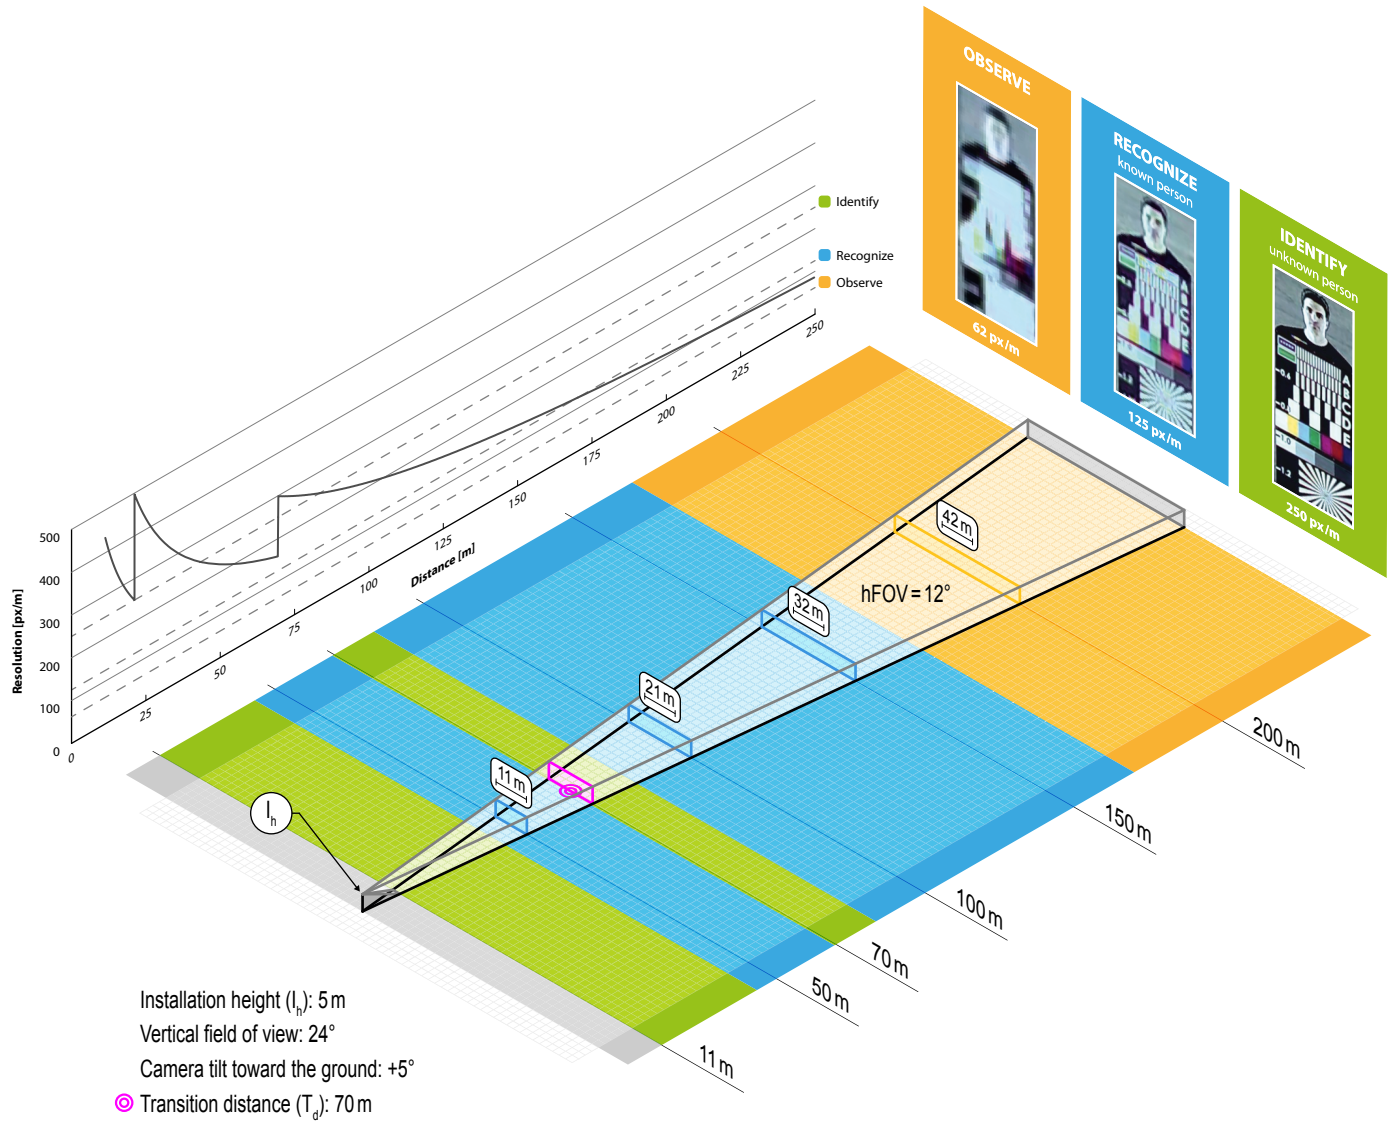 OBSERVE
62 px/m
RECOGNIZE
known person
125 px/m
IDENTIFY
unknown person
250 px/m
A
B
C
D
E
A
B
C
D
E
Identify
Recognize
Observe
Resolution [px/m]
500
400
300
200
100
0
0
25
50
75
100
125
150
175
200
225
250
Distance [m]
42 m
hFOV = 12°
32 m
21 m
11 m
Ih
200 m
150 m
100 m
70 m
50 m
11 m
Installation height (Ih): 5 m
Vertical field of view: 24°
Camera tilt toward the ground: +5°
Transition distance (Td): 70 m